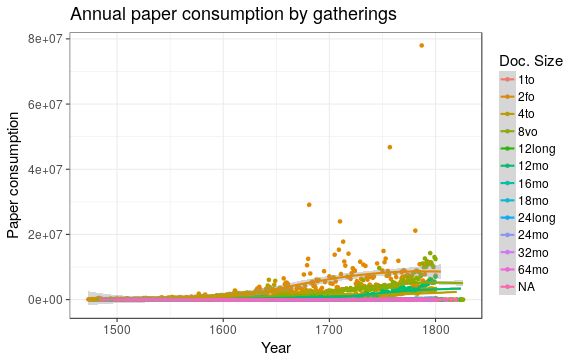 Annual paper consumption by gatherings
8e+07
6e+07
4e+07
2e+07
0e+00
Paper consumption
1500
1600
1700
1800
Year
Doc. Size
1to
2fo
4to
8vo
12long
12mo
16mo
18mo
24long
24mo
32mo
64mo
NA